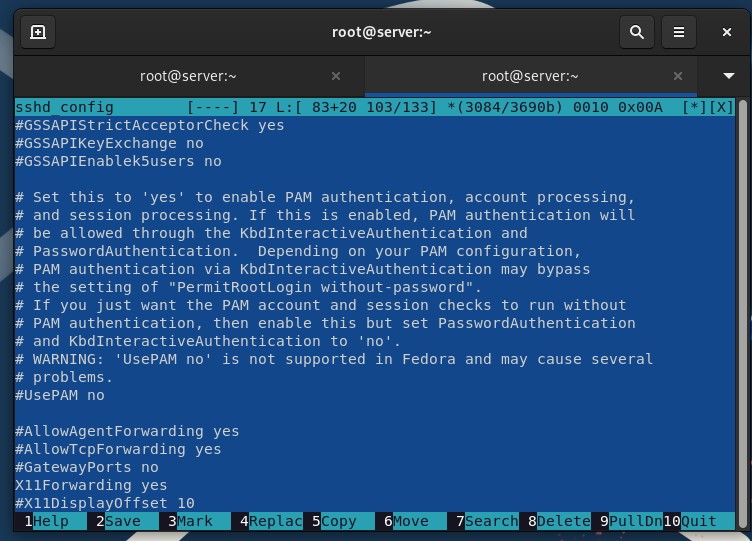 root@server:~
root@server:~ root@server:~
sshd_config [----] 17 L:[ 83+20 103/133] *(3084/3690b) 0010 0x00A [*][X]
#GSSAPIStrictAcceptorCheck yes
#GSSAPIKeyExchange no
#GSSAPIEnablek5users no
# Set this to 'yes' to enable PAM authentication, account processing,
# and session processing. If this is enabled, PAM authentication will
# be allowed through the KbdInteractiveAuthentication and
# PasswordAuthentication.  Depending on your PAM configuration,
# PAM authentication via KbdInteractiveAuthentication may bypass
# the setting of "PermitRootLogin without-password".
# If you just want the PAM account and session checks to run without
# PAM authentication, then enable this but set PasswordAuthentication
# and KbdInteractiveAuthentication to 'no'.
# WARNING: 'UsePAM no' is not supported in Fedora and may cause several
# problems.
#UsePAM no
#AllowAgentForwarding yes
#AllowTcpForwarding yes
#GatewayPorts no
X11Forwarding yes
#X11DisplayOffset 10
1Help 2Save 3Mark 4Replac 5Copy 6Move 7Search 8Delete 9PullDn 10Quit